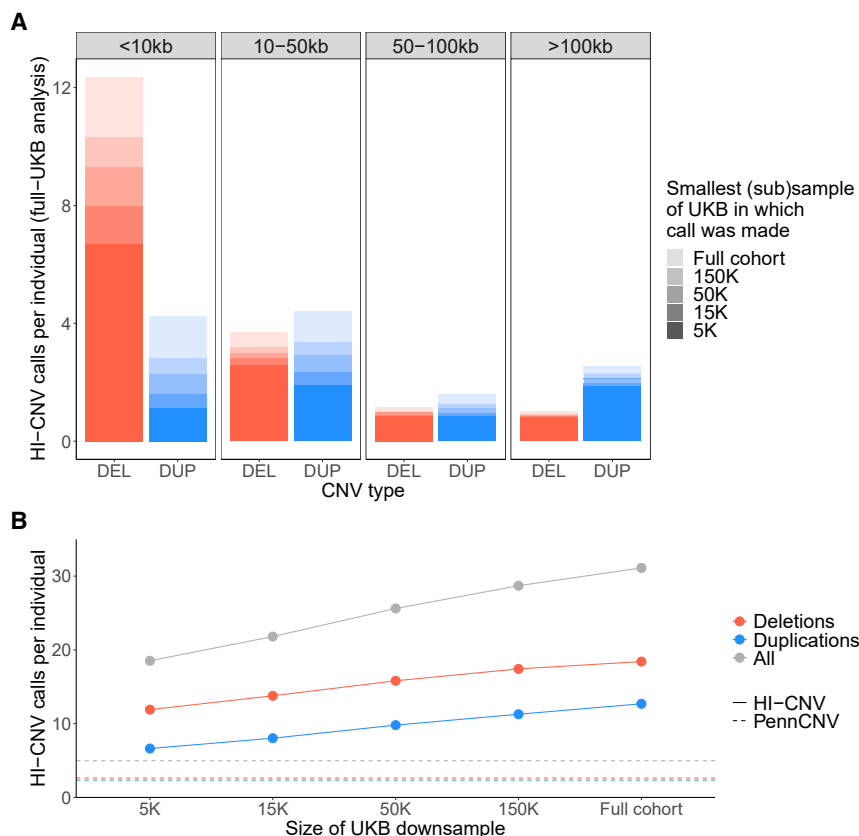 A
<10kb
10−50kb
50−100kb
>100kb
HI−CNV calls per indvidual (full−UKB analysis)
12
8
4
0
DEL DUP DEL DUP DEL DUP DEL DUP
CNV type
Smallest (sub)sample
of UKB in which
call was made
Full cohort
150K
50K
15K
5K
B
HI−CNV calls per individual
30
20
10
0
5K 15K 50K 150K Full cohort
Size of UKB downsample
Deletions
Duplications
All
HI−CNV
PennCNV